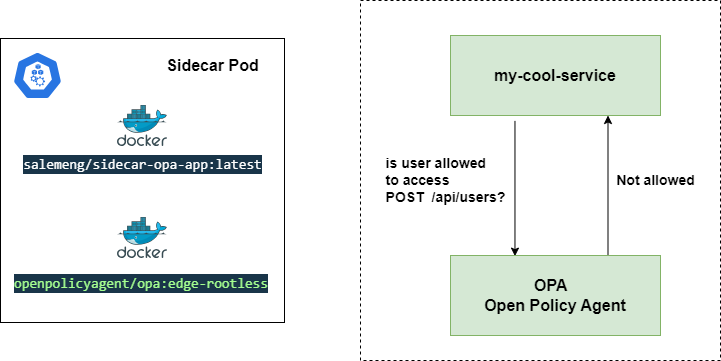 Sidecar Pod
docker
salemeng/sidecar-opa-app:latest
docker
openpolicyagent/opa:edge-rootless
my-cool-service
is user allowed
to access
POST /api/users?
Not allowed
OPA
Open Policy Agent